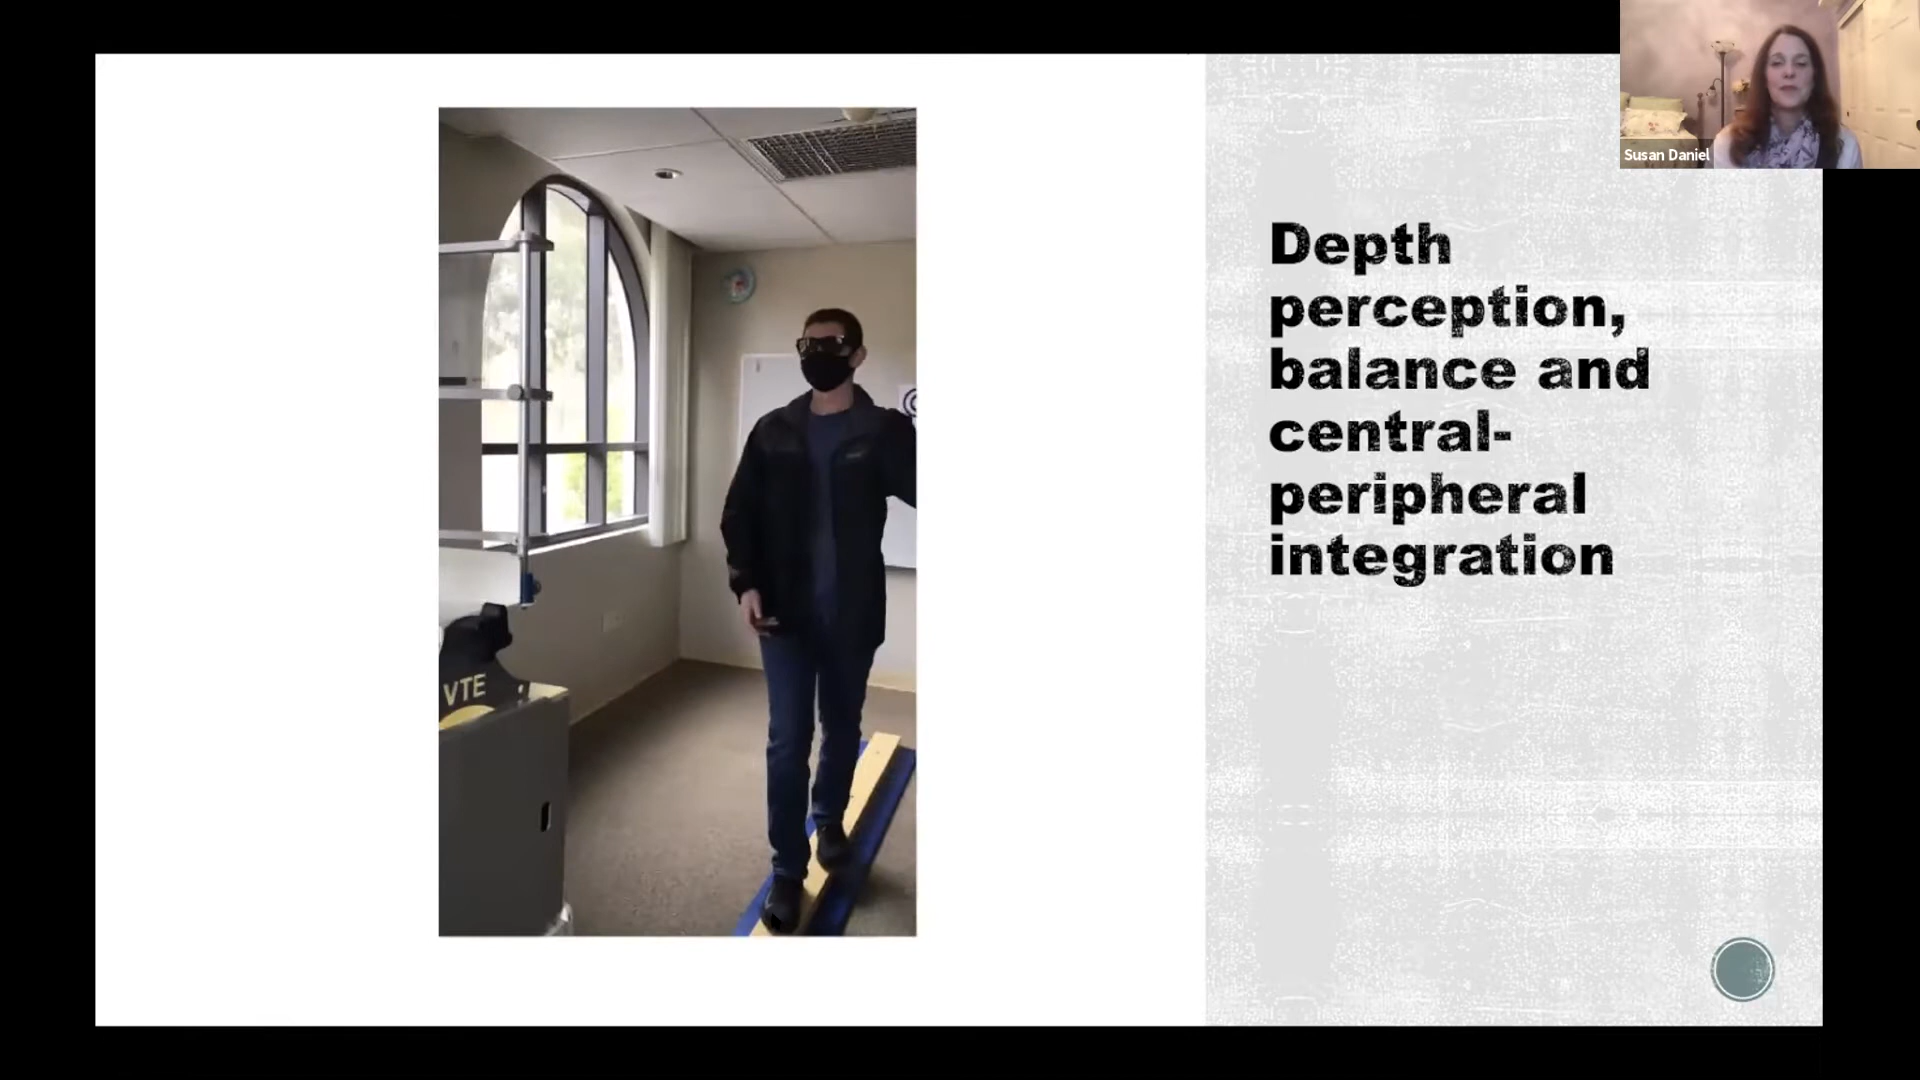 Susan Daniel
Depth
perception,
balance and
central-
peripheral
integration
VTE